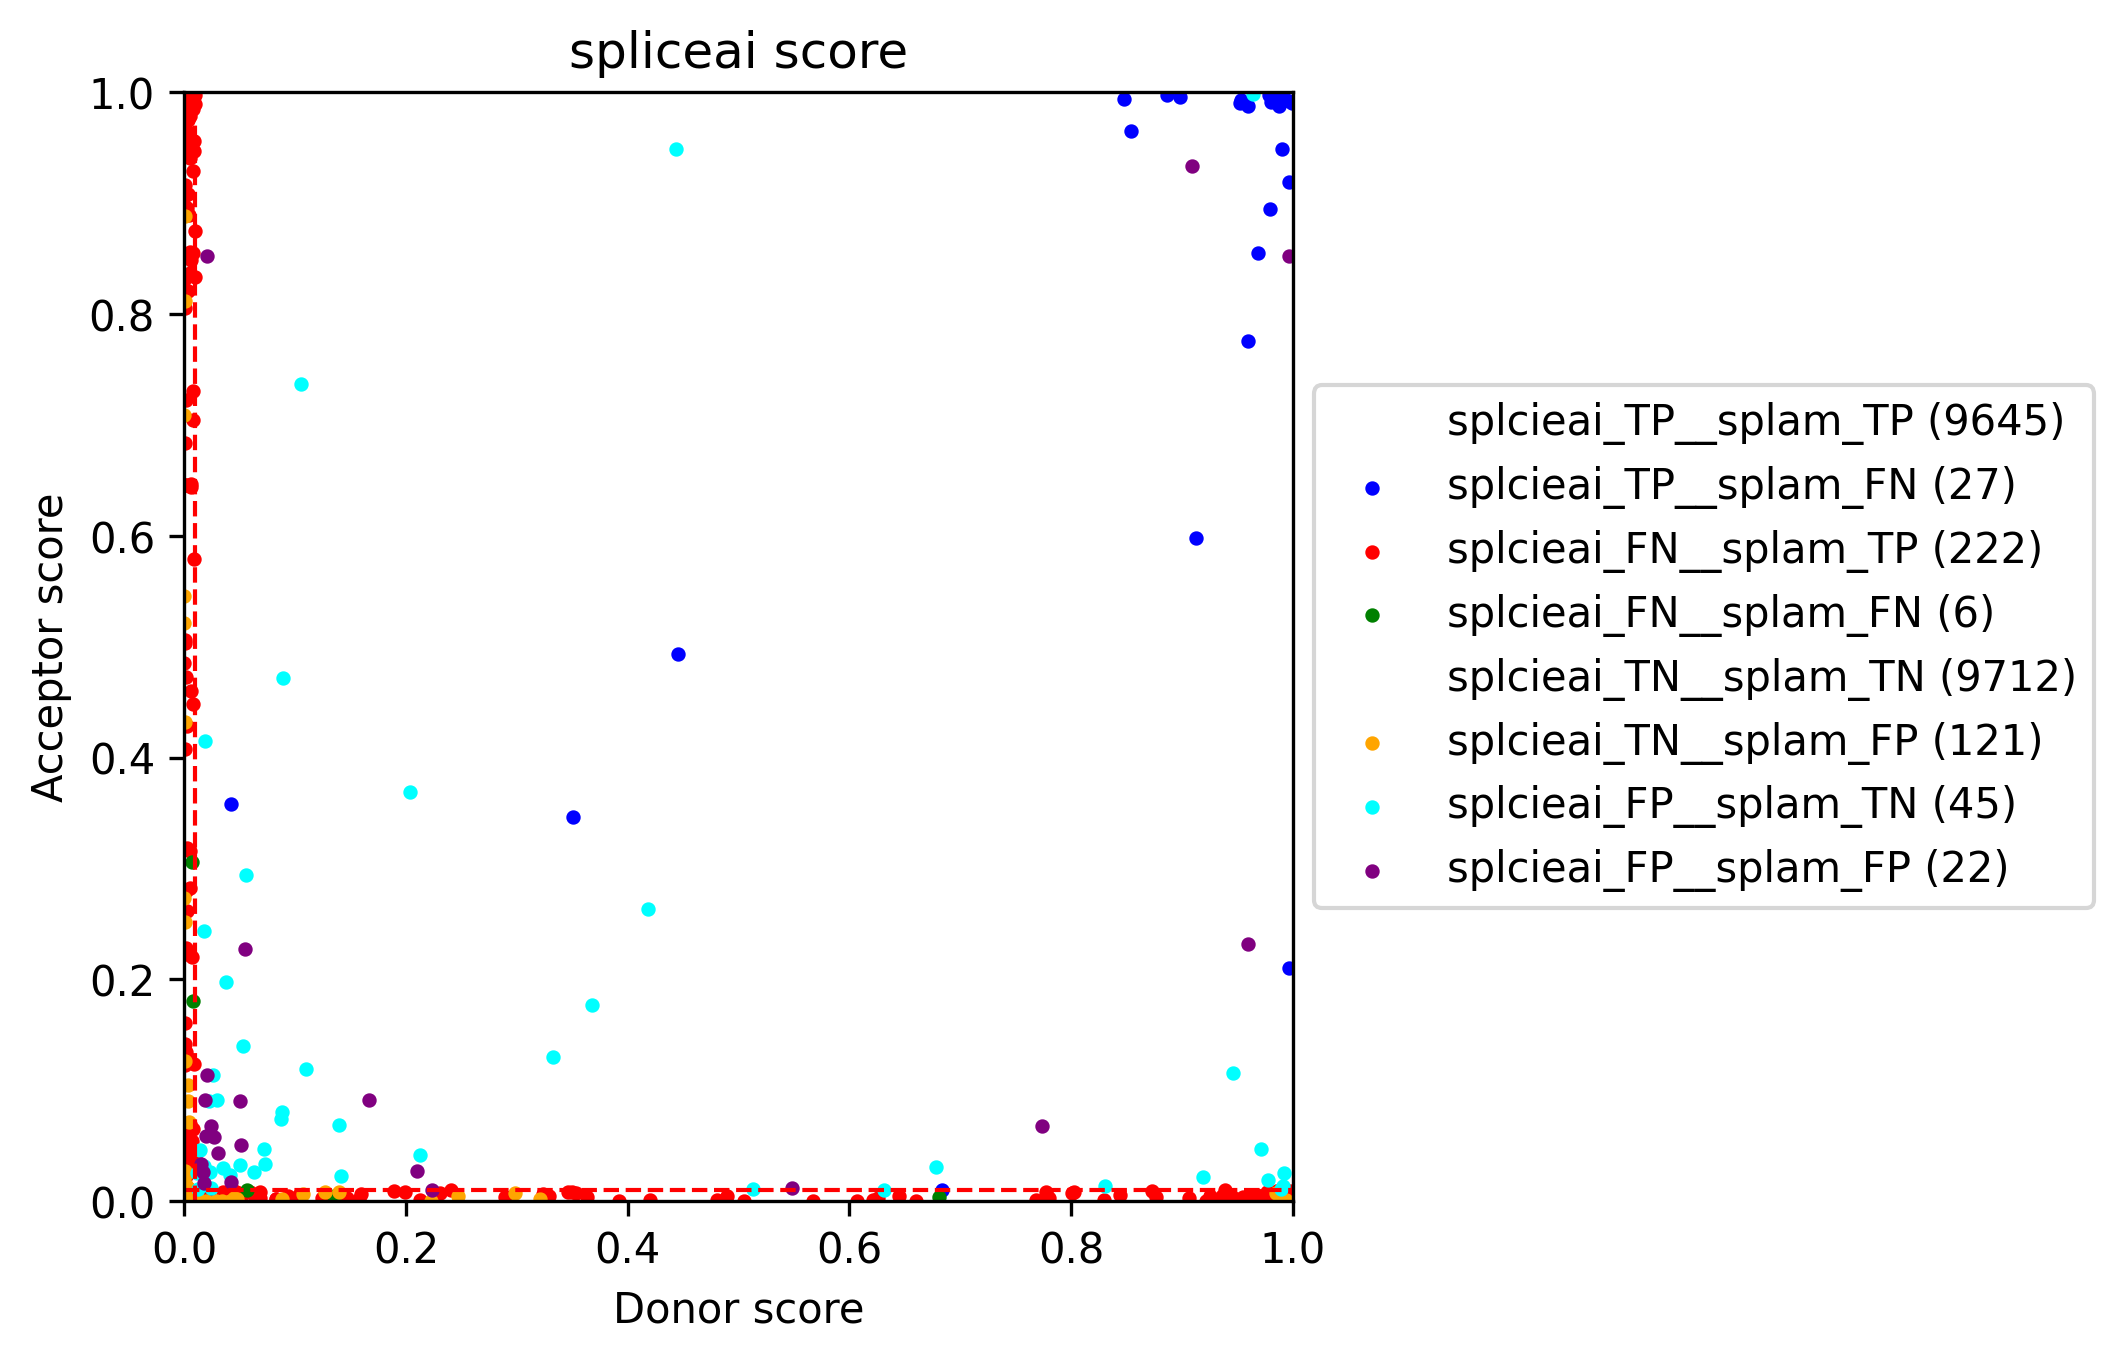 spliceai score
1.0
0.8
0.6
0.4
0.2
0.0
Acceptor score
0.0 0.2 0.4 0.6 0.8 1.0
Donor score
splcieai_TP__splam_TP (9645)
splcieai_TP__splam_FN (27)
splcieai_FN__splam_TP (222)
splcieai_FN__splam_FN (6)
splcieai_TN__splam_TN (9712)
splcieai_TN__splam_FP (121)
splcieai_FP__splam_TN (45)
splcieai_FP__splam_FP (22)